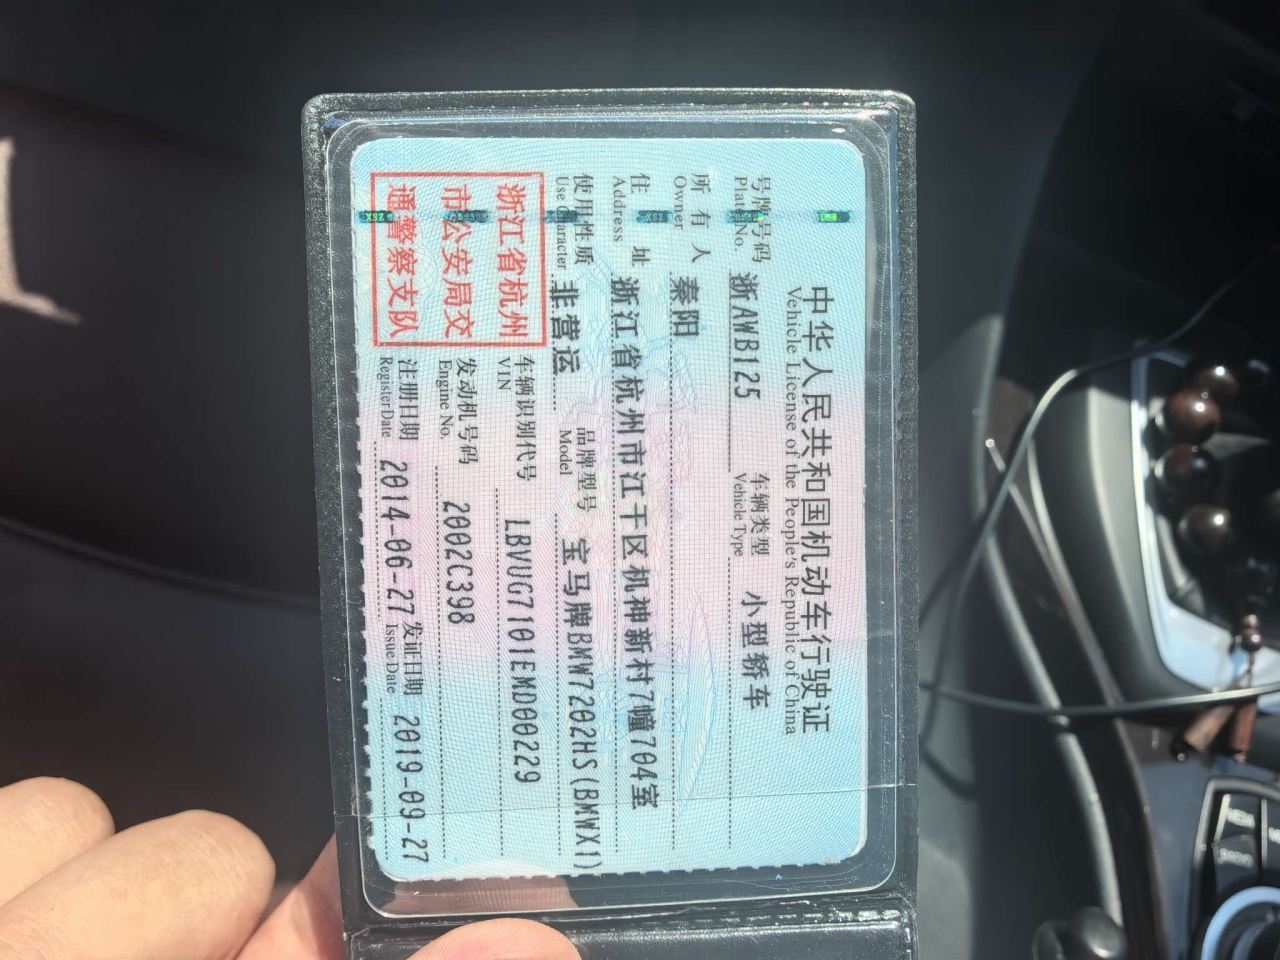 中华人民共和国机动车行驶证
Vehicle License of the People's Republic of China
号牌号码 浙AWB125 车辆类型 小型轿车
Plate No. Vehicle Type
所有人 秦阳
Owner
住址 浙江省杭州市江干区机神新村7幢704室
Address
使用性质 非营运 品牌型号 宝马牌BMW7202HS(BMWX1)
Use Character Model
浙江省杭州
市公安局交
通警察支队
车辆识别代号 LBVUG7101EMD00229
VIN
发动机号码 2002C398
Engine No.
注册日期 2014-06-27 发证日期 2019-09-27
Register Date Issue Date
MEDIA